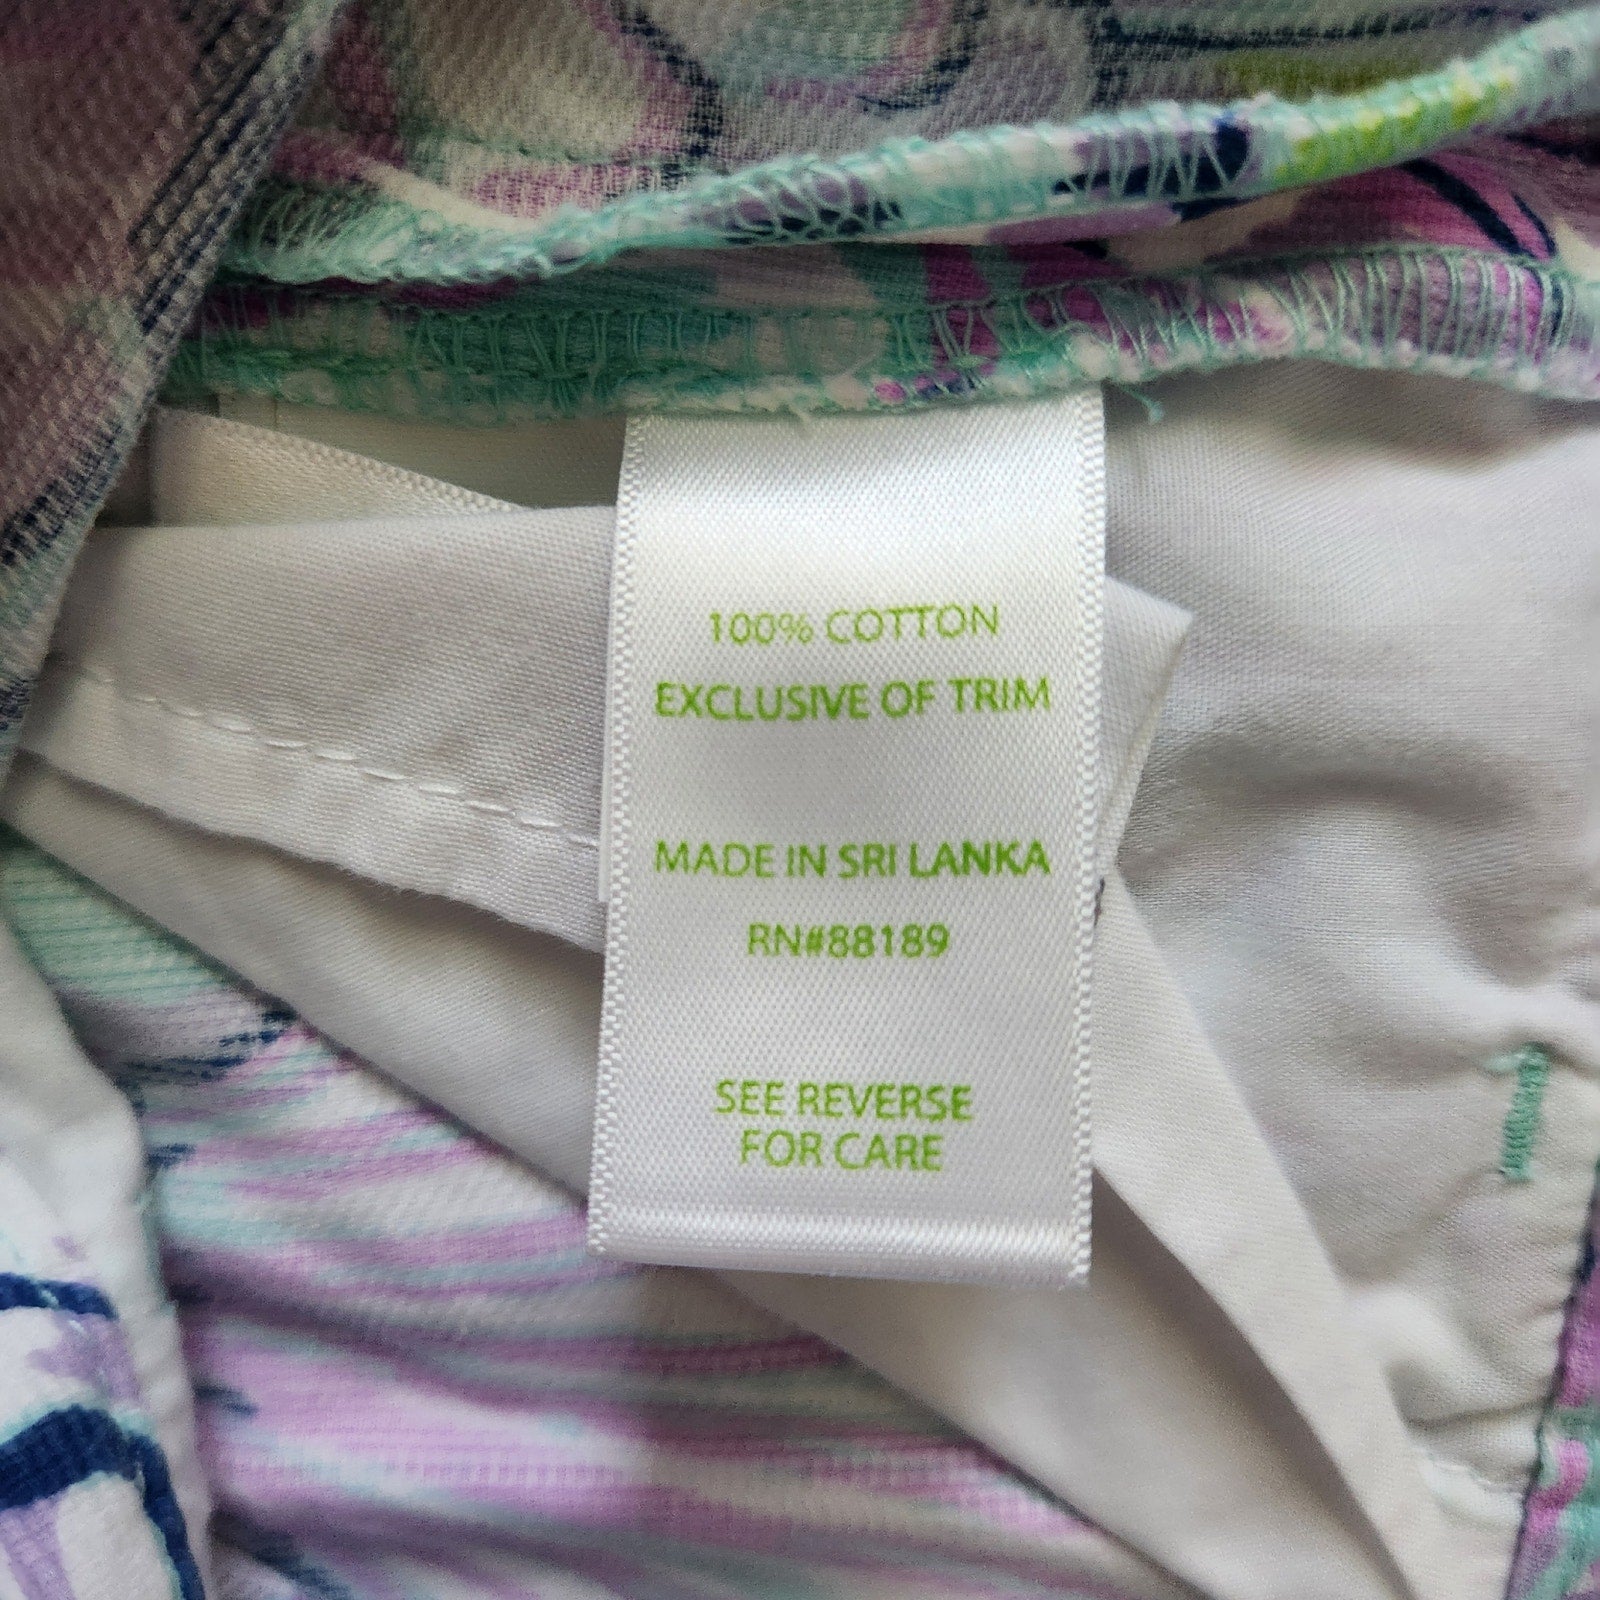 100% COTTON
EXCLUSIVE OF TRIM
MADE IN SRI LANKA
RN#88189
SEE REVERSE
FOR CARE